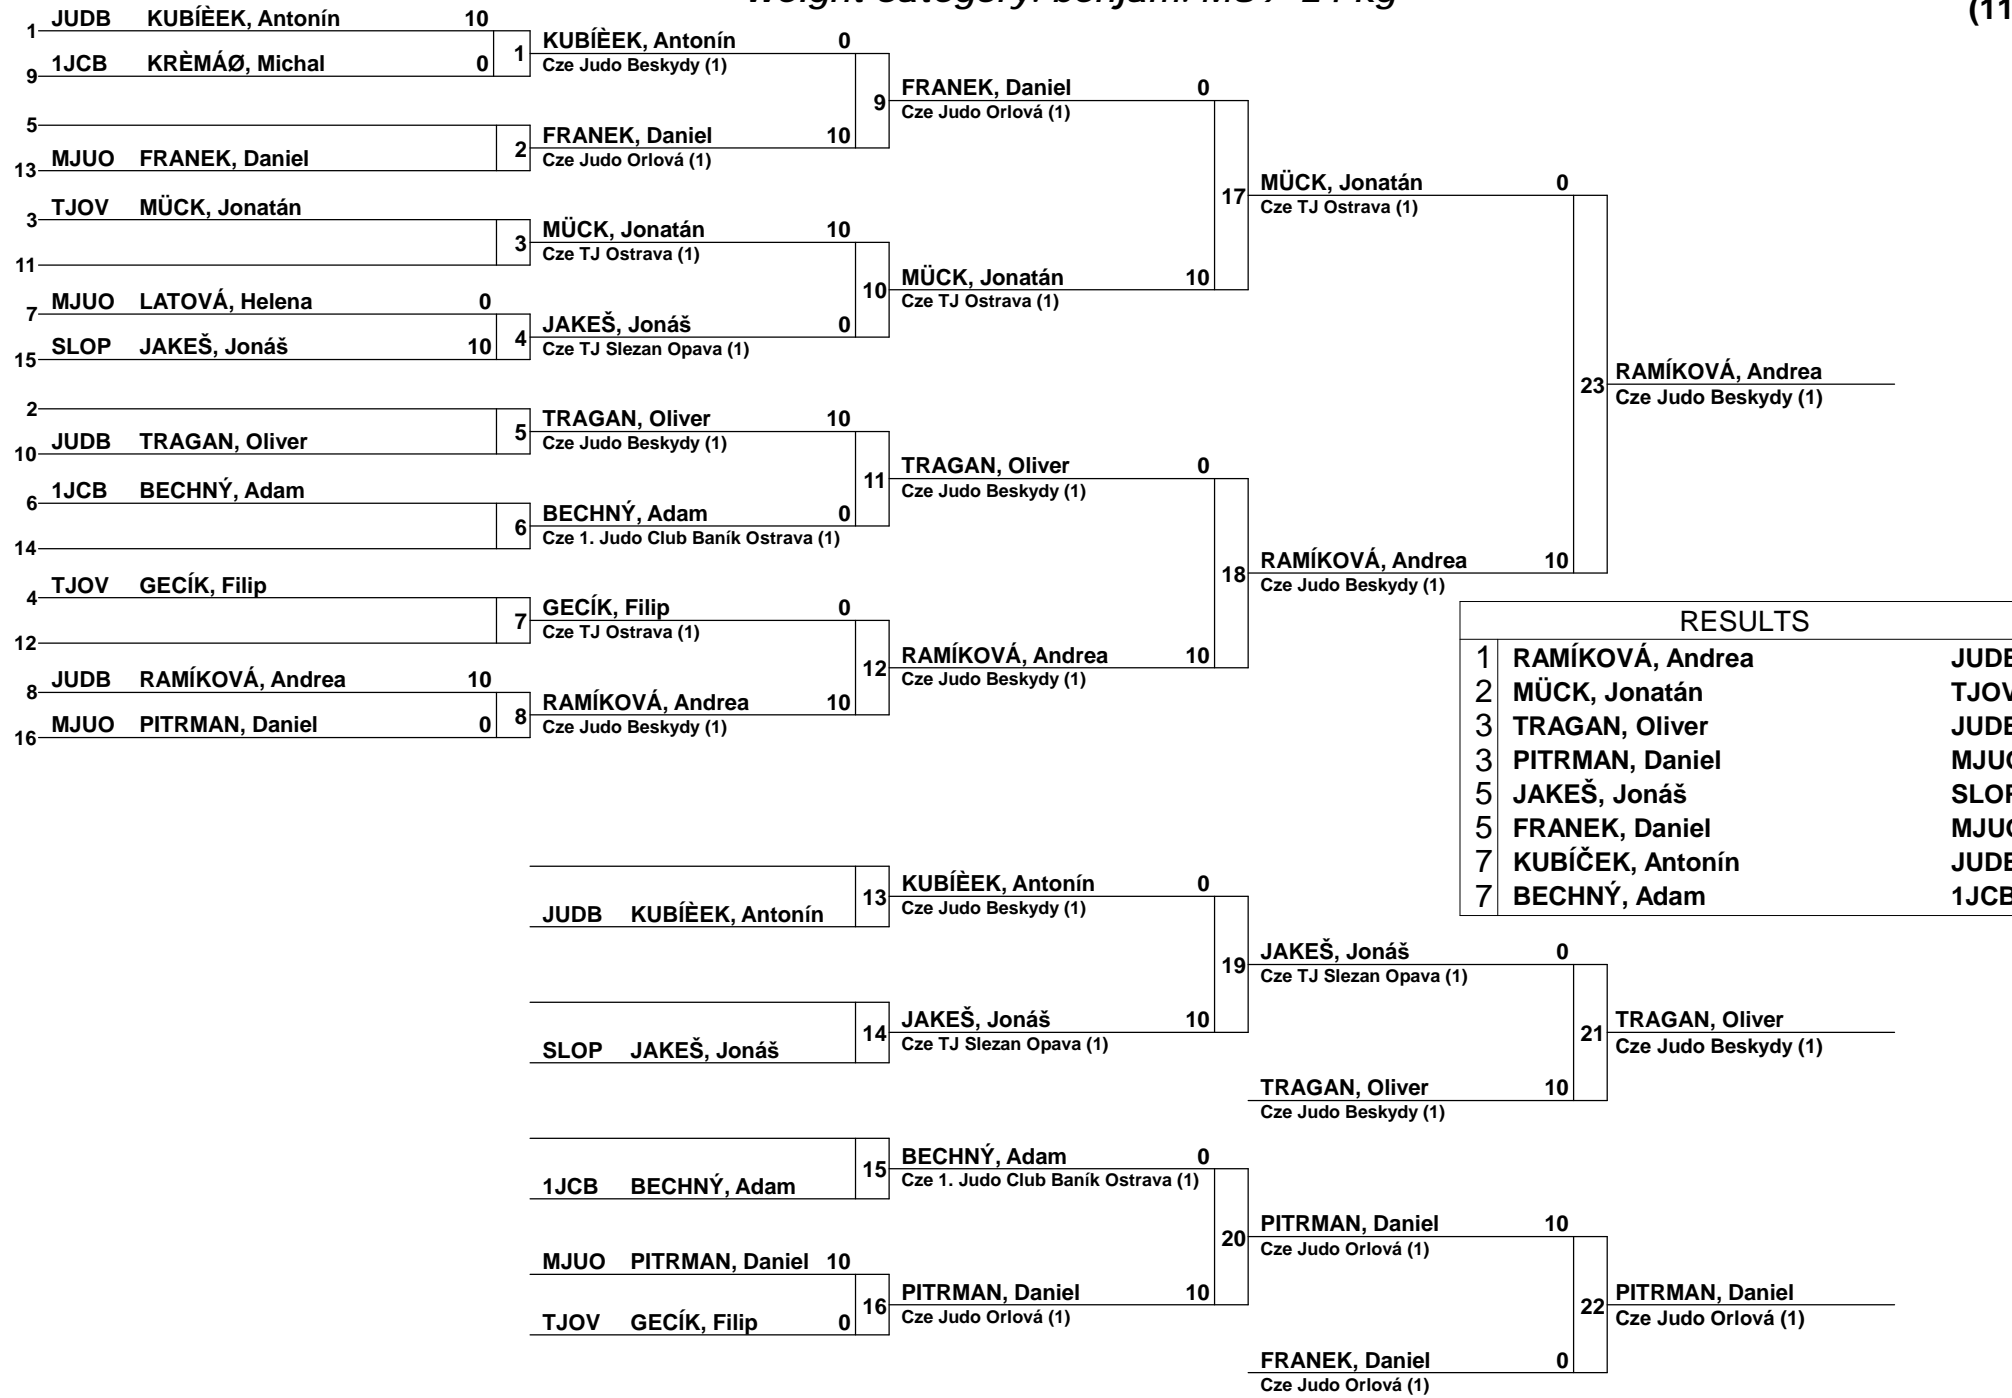 (11
1 JUDB KUBÍÈEK, Antonín 10
9 1JCB KRÈMÁØ, Michal 0
1
5
13 MJUO FRANEK, Daniel
2
3 TJOV MÜCK, Jonatán
11
3
7 MJUO LATOVÁ, Helena 0
15 SLOP JAKEŠ, Jonáš 10
4
2
10 JUDB TRAGAN, Oliver
5
6 1JCB BECHNÝ, Adam
14
6
4 TJOV GECÍK, Filip
12
7
8 JUDB RAMÍKOVÁ, Andrea 10
16 MJUO PITRMAN, Daniel 0
8
KUBÍÈEK, Antonín 0
Cze Judo Beskydy (1)
9
FRANEK, Daniel 10
Cze Judo Orlová (1)
MÜCK, Jonatán 10
Cze TJ Ostrava (1)
10
JAKEŠ, Jonáš 0
Cze TJ Slezan Opava (1)
TRAGAN, Oliver 10
Cze Judo Beskydy (1)
11
BECHNÝ, Adam 0
Cze 1. Judo Club Baník Ostrava (1)
GECÍK, Filip 0
Cze TJ Ostrava (1)
12
RAMÍKOVÁ, Andrea 10
Cze Judo Beskydy (1)
FRANEK, Daniel 0
Cze Judo Orlová (1)
17
MÜCK, Jonatán 10
Cze TJ Ostrava (1)
TRAGAN, Oliver 0
Cze Judo Beskydy (1)
18
RAMÍKOVÁ, Andrea 10
Cze Judo Beskydy (1)
MÜCK, Jonatán 0
Cze TJ Ostrava (1)
23
RAMÍKOVÁ, Andrea 10
Cze Judo Beskydy (1)
RAMÍKOVÁ, Andrea
Cze Judo Beskydy (1)
RESULTS
1 RAMÍKOVÁ, Andrea JUDB
2 MÜCK, Jonatán TJOV
3 TRAGAN, Oliver JUDB
3 PITRMAN, Daniel MJUO
5 JAKEŠ, Jonáš SLOP
5 FRANEK, Daniel MJUO
7 KUBÍČEK, Antonín JUDB
7 BECHNÝ, Adam 1JCB
JUDB KUBÍÈEK, Antonín
13
SLOP JAKEŠ, Jonáš
14
1JCB BECHNÝ, Adam
15
MJUO PITRMAN, Daniel 10
16
TJOV GECÍK, Filip 0
KUBÍÈEK, Antonín 0
Cze Judo Beskydy (1)
19
JAKEŠ, Jonáš 10
Cze TJ Slezan Opava (1)
BECHNÝ, Adam 0
Cze 1. Judo Club Baník Ostrava (1)
20
PITRMAN, Daniel 10
Cze Judo Orlová (1)
JAKEŠ, Jonáš 0
Cze TJ Slezan Opava (1)
21
TRAGAN, Oliver 10
Cze Judo Beskydy (1)
PITRMAN, Daniel 10
Cze Judo Orlová (1)
22
FRANEK, Daniel 0
Cze Judo Orlová (1)
TRAGAN, Oliver
Cze Judo Beskydy (1)
PITRMAN, Daniel
Cze Judo Orlová (1)